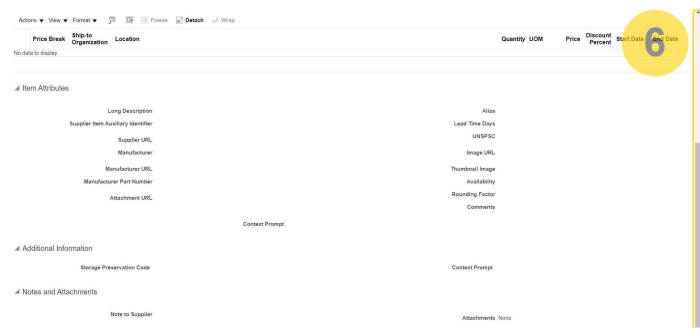 Actions View Format Freeze Detach Wrap
Price Break Ship-to Organization Location Quantity UOM Price Discount Percent Start Date End Date
6
No data to display.
Item Attributes
Long Description Alias
Supplier Item Auxiliary Identifier Lead Time Days
Supplier URL UNSPSC
Manufacturer Image URL
Manufacturer URL Thumbnail Image
Manufacturer Part Number Availability
Attachment URL Rounding Factor
Comments
Context Prompt
Additional Information
Storage Preservation Code Context Prompt
Notes and Attachments
Note to Supplier Attachments None